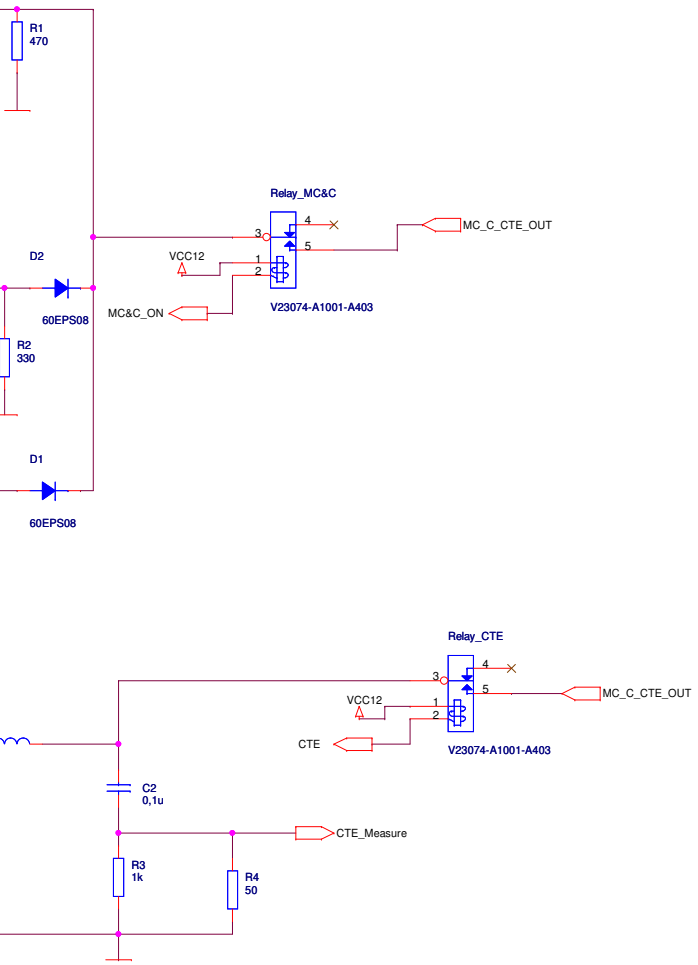 R1
470
Relay_MC&C
4
MC_C_CTE_OUT
3
5
D2
VCC12
1
2
60EPS08
MC&C_ON
V23074-A1001-A403
R2
330
D1
60EPS08
Relay_CTE
4
3
5
MC_C_CTE_OUT
VCC12
1
2
CTE
V23074-A1001-A403
C2
0,1u
CTE_Measure
R3
1k
R4
50